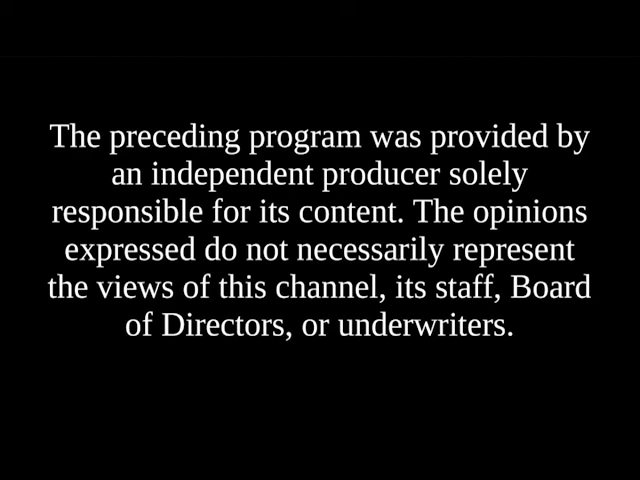 The preceding program was provided by
an independent producer solely
responsible for its content. The opinions
expressed do not necessarily represent
the views of this channel, its staff, Board
of Directors, or underwriters.